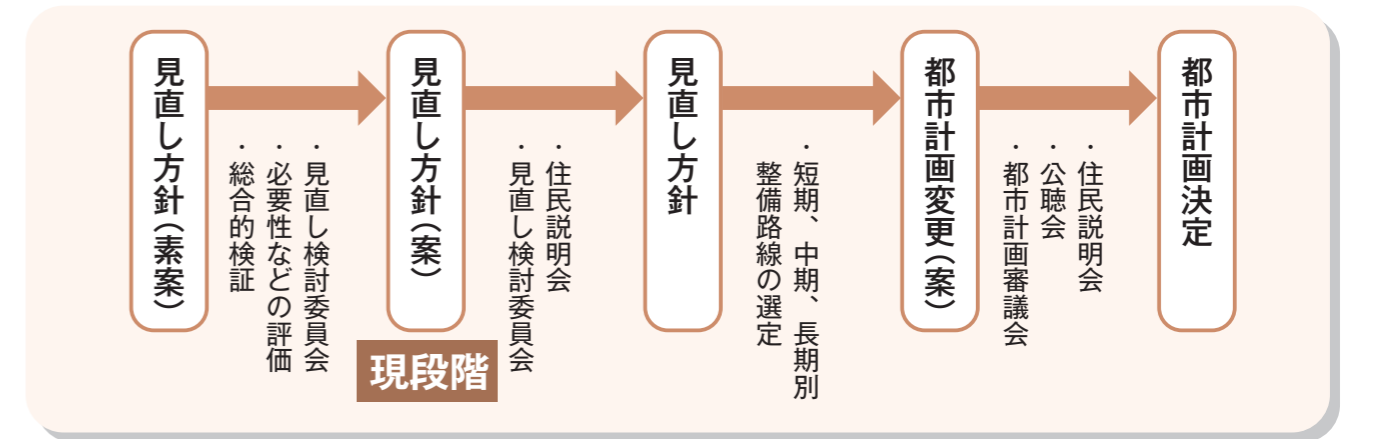 見直し方針（素案）
・見直し検討委員会
・必要性などの評価
・総合的検証
見直し方針（案）
現段階
・住民説明会
・見直し検討委員会
見直し方針
・短期、中期、長期別
整備路線の選定
都市計画変更（案）
・住民説明会
・公聴会
・都市計画審議会
都市計画決定